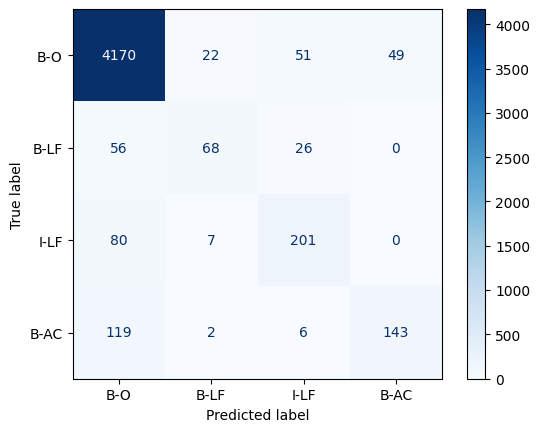 B-O 4170 22 51 49
B-LF 56 68 26 0
I-LF 80 7 201 0
B-AC 119 2 6 143
B-O B-LF I-LF B-AC
Predicted label
True label
4000
3500
3000
2500
2000
1500
1000
500
0